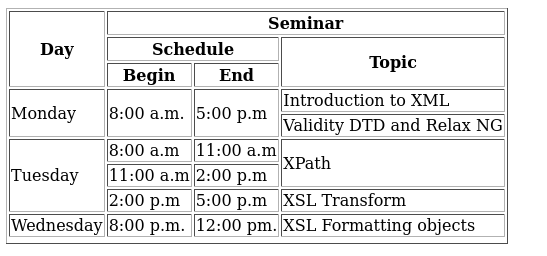 Day Seminar
Schedule Topic
Begin End
Monday 8:00 a.m. 5:00 p.m Introduction to XML
Validity DTD and Relax NG
Tuesday 8:00 a.m 11:00 a.m XPath
11:00 a.m 2:00 p.m
2:00 p.m 5:00 p.m XSL Transform
Wednesday 8:00 p.m. 12:00 pm. XSL Formatting objects